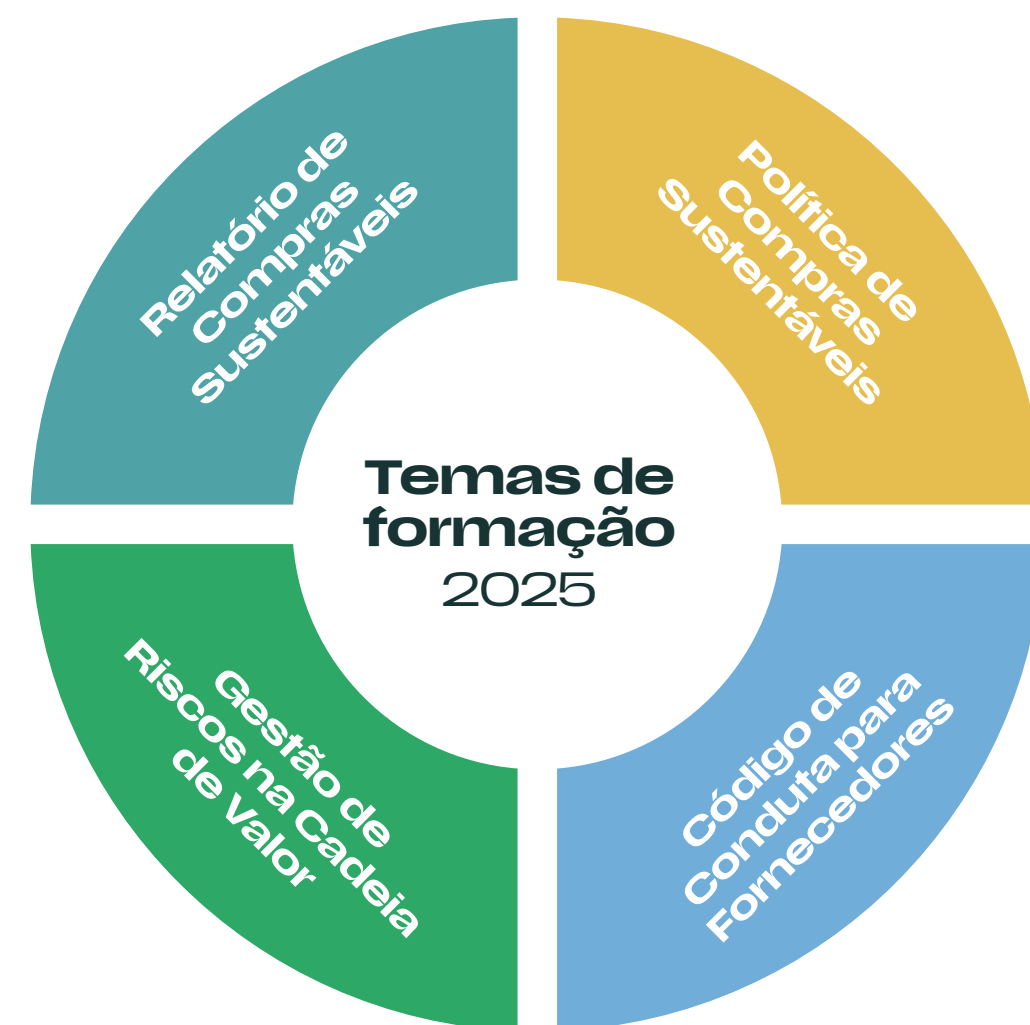 Relatório de
Compras
Sustentáveis
Política de
Compras
Sustentáveis
Temas de
formação
2025
Gestão de
Riscos na Cadeia
de Valor
Código de
Conduta para
Fornecedores